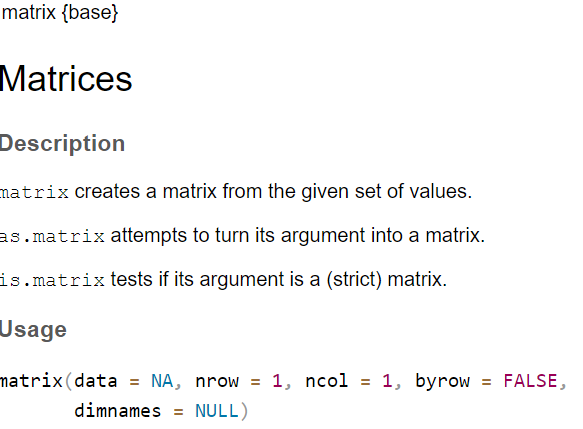 matrix {base}
Matrices
Description
matrix creates a matrix from the given set of values.
as.matrix attempts to turn its argument into a matrix.
is.matrix tests if its argument is a (strict) matrix.
Usage
matrix(data = NA, nrow = 1, ncol = 1, byrow = FALSE,
dimnames = NULL)